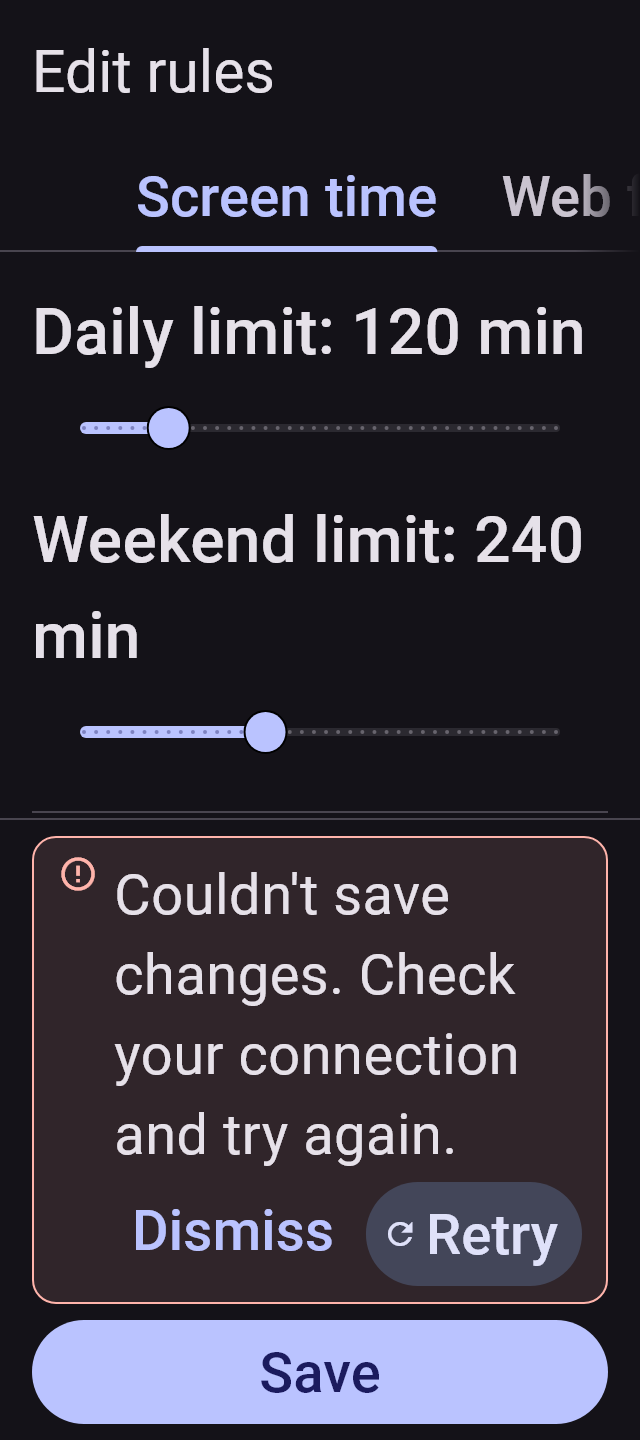 Edit rules
Screen time
Web
Daily limit: 120 min
Weekend limit: 240
min
Couldn't save
changes. Check
your connection
and try again.
Dismiss
Retry
Save